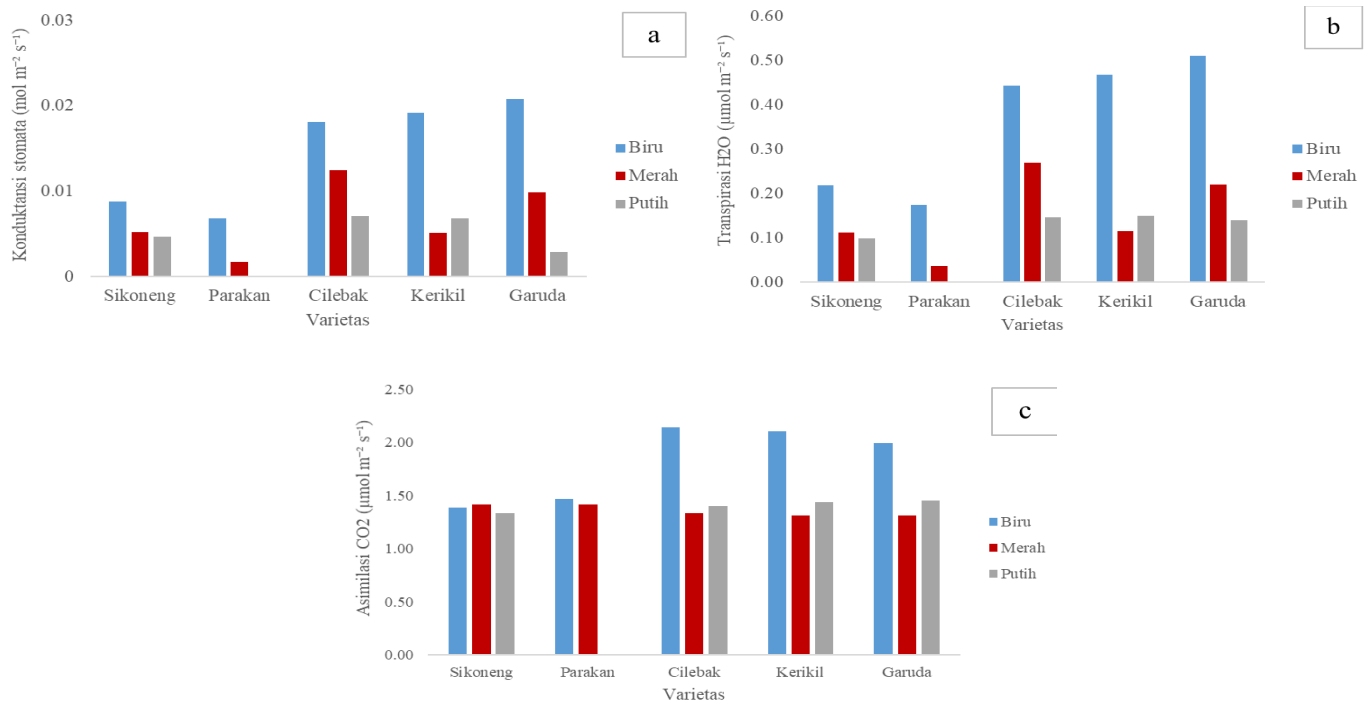 a
Konduktansi stomata (mol m⁻² s⁻¹)
0.03
0.02
0.01
0
Sikoneng Parakan Cilebak Kerikil Garuda
Varietas
Biru
Merah
Putih
b
Transpirasi H2O (µmol m⁻² s⁻¹)
0.60
0.50
0.40
0.30
0.20
0.10
0.00
Sikoneng Parakan Cilebak Kerikil Garuda
Varietas
Biru
Merah
Putih
c
Asimilasi CO2 (µmol m⁻² s⁻¹)
2.50
2.00
1.50
1.00
0.50
0.00
Sikoneng Parakan Cilebak Kerikil Garuda
Varietas
Biru
Merah
Putih